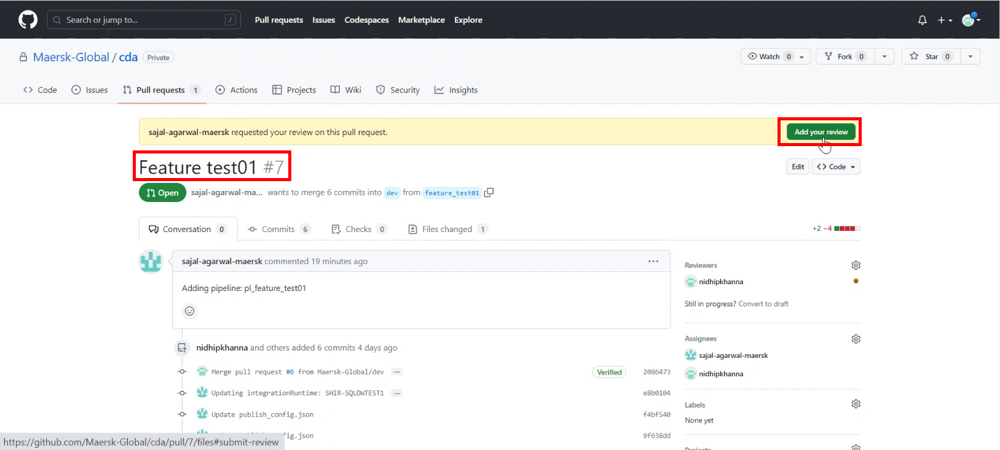 Search or jump to... / Pull requests Issues Codespaces Marketplace Explore
Maersk-Global / cda Private Watch 0 Fork 0 Star 0
Code Issues Pull requests 1 Actions Projects Wiki Security Insights
sajal-agarwal-maersk requested your review on this pull request. Add your review
Feature test01 #7 Edit Code
Open sajal-agarwal-ma... wants to merge 6 commits into dev from feature_test01
Conversation 0 Commits 6 Checks 0 Files changed 1 +2 −4
sajal-agarwal-maersk commented 19 minutes ago ...
Adding pipeline: pl_feature_test01
nidhipkhanna and others added 6 commits 4 days ago
Merge pull request #6 from Maersk-Global/dev ... Verified 2086473
Updating integrationRuntime: SHIR-SQLDWTEST1 ... e8b0104
Update publish_config.json f4bf540
ig.json 9f638dd
Reviewers
nidhipkhanna
Still in progress? Convert to draft
Assignees
sajal-agarwal-maersk
nidhipkhanna
Labels
None yet
Projects
https://github.com/Maersk-Global/cda/pull/7/files#submit-review